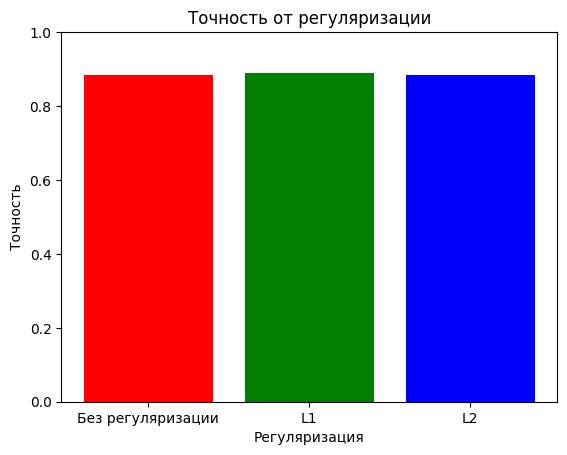 Точность от регуляризации
1.0
0.8
0.6
0.4
0.2
0.0
Точность
Без регуляризации
L1
L2
Регуляризация